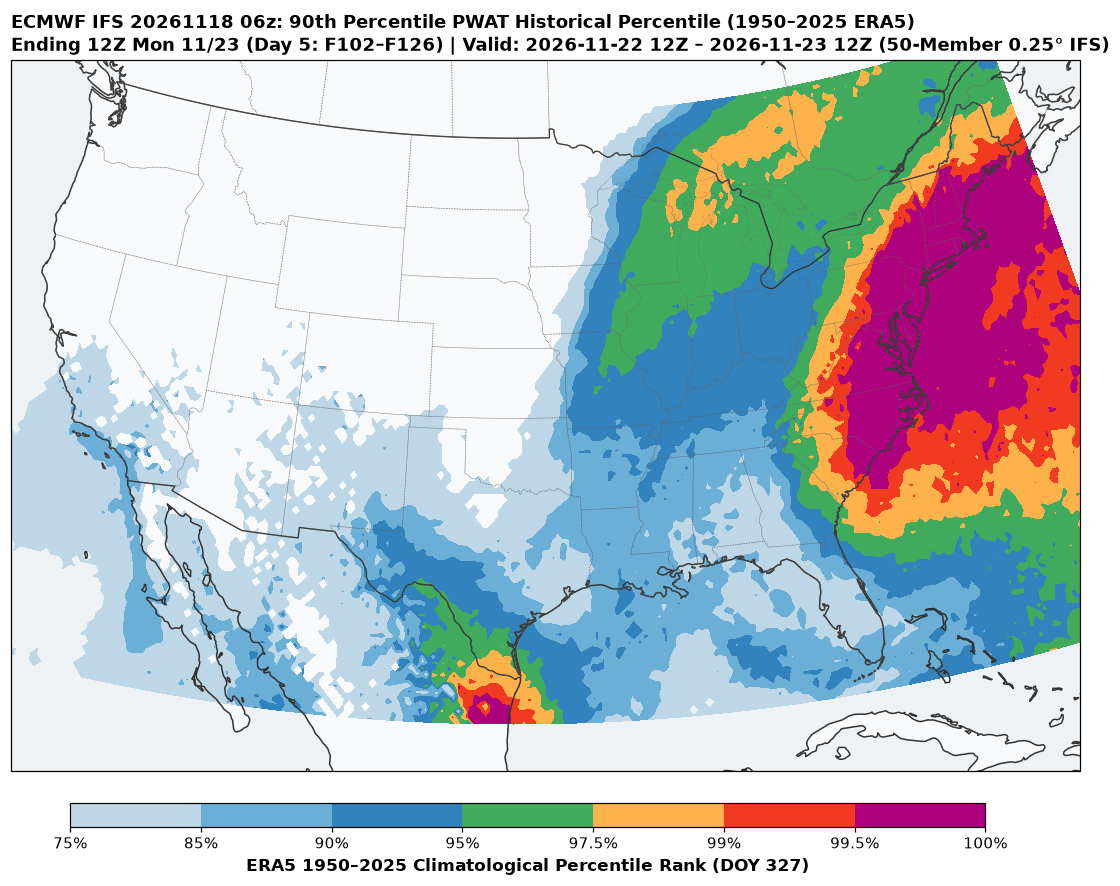 ECMWF IFS 20261118 06z: 90th Percentile PWAT Historical Percentile (1950–2025 ERA5)
Ending 12Z Mon 11/23 (Day 5: F102–F126) | Valid: 2026-11-22 12Z – 2026-11-23 12Z (50-Member 0.25° IFS)
75% 85% 90% 95% 97.5% 99% 99.5% 100%
ERA5 1950–2025 Climatological Percentile Rank (DOY 327)